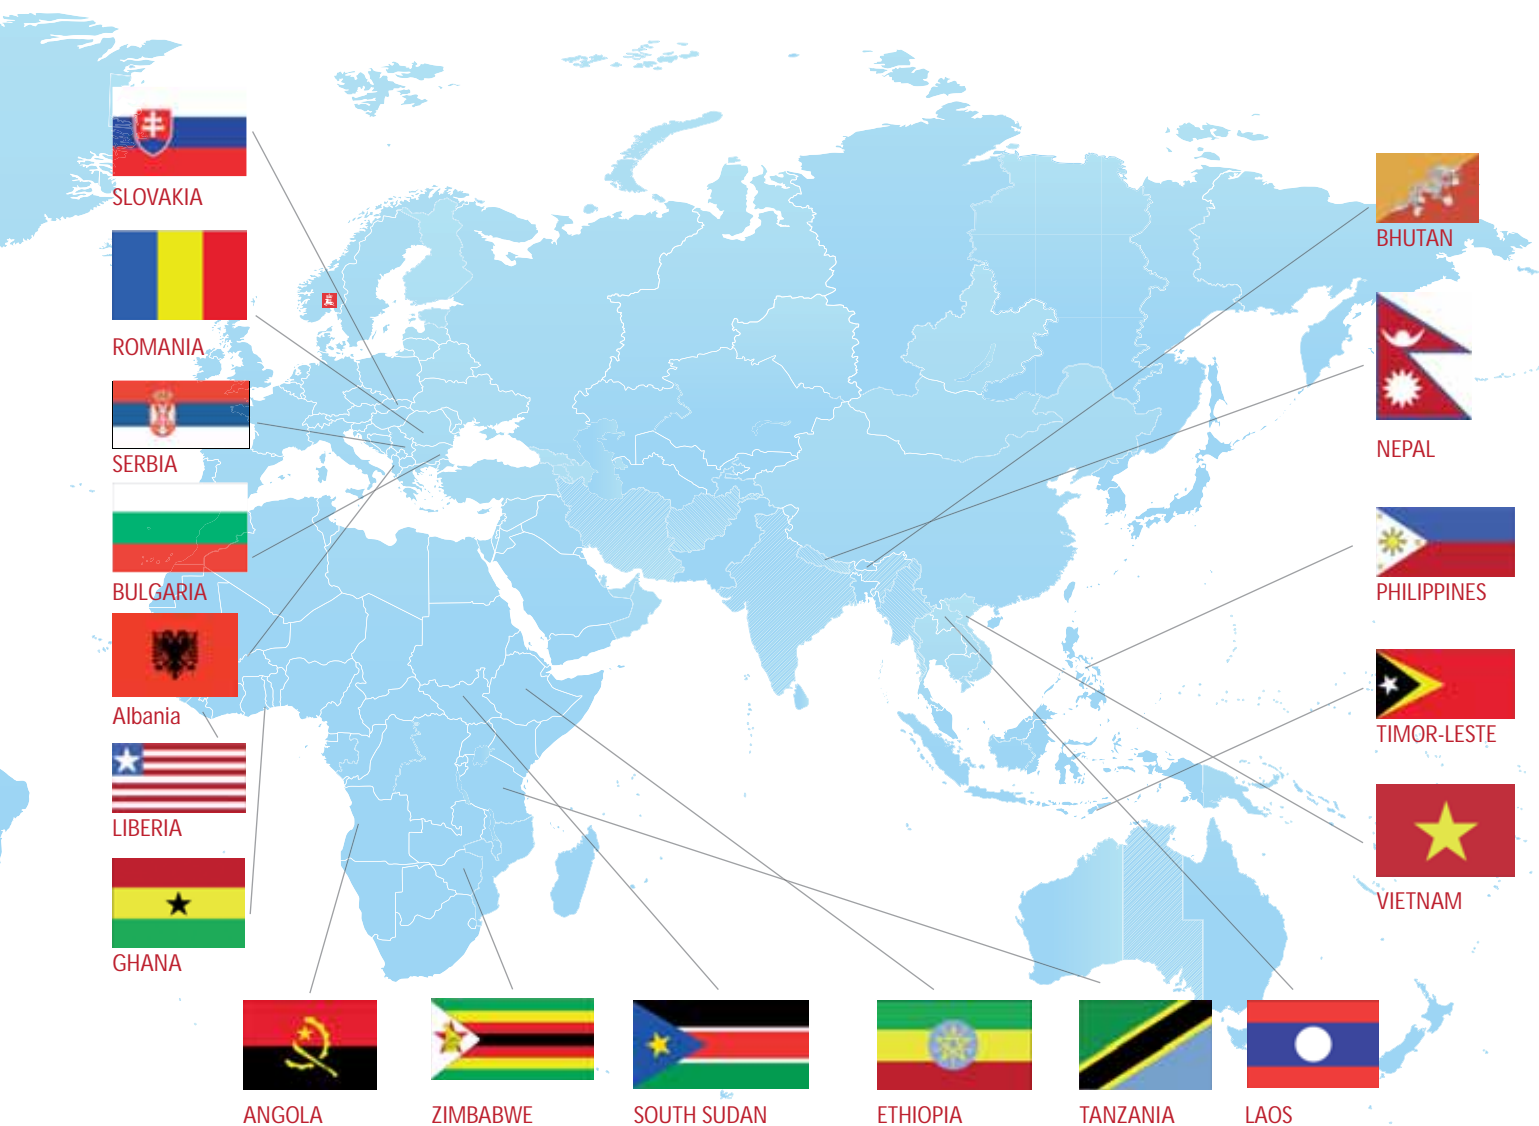 SLOVAKIA
ROMANIA
SERBIA
BULGARIA
Albania
LIBERIA
GHANA
ANGOLA
ZIMBABWE
SOUTH SUDAN
ETHIOPIA
TANZANIA
LAOS
BHUTAN
NEPAL
PHILIPPINES
TIMOR-LESTE
VIETNAM